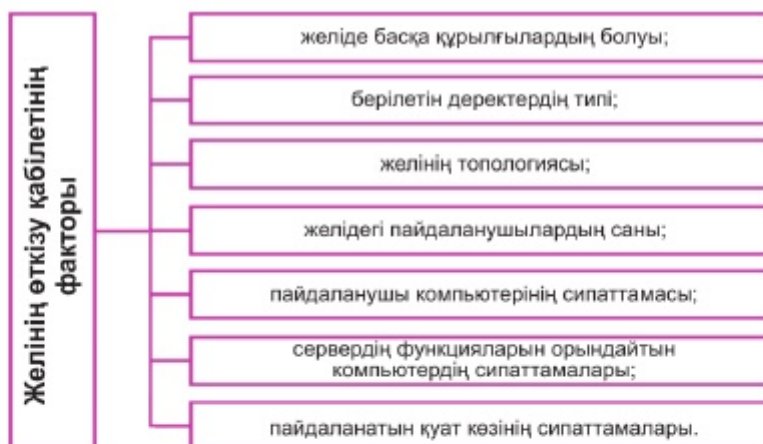 Желінің өткізу қабілетінің
факторы
желіде басқа құрылғылардың болуы;
берілетін деректердің типі;
желінің топологиясы;
желідегі пайдаланушылардың саны;
пайдаланушы компьютерінің сипаттамасы;
сервердің функцияларын орындайтын
компьютердің сипаттамалары;
пайдаланатын қуат көзінің сипаттамалары.